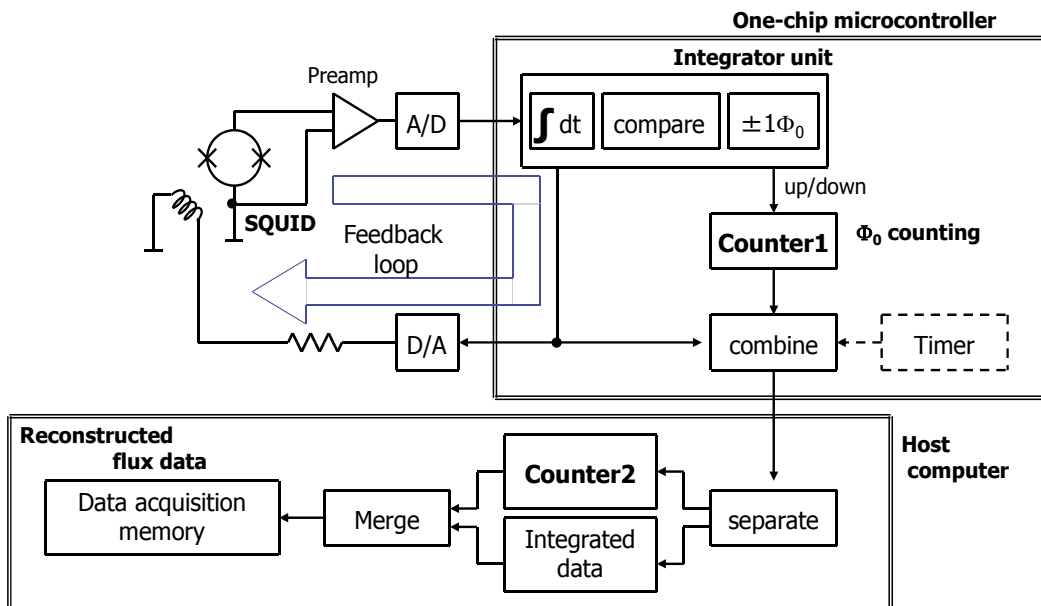 One-chip microcontroller
Integrator unit
Preamp
A/D
∫ dt
compare
±1Φ₀
up/down
SQUID
Feedback
loop
Counter1
Φ₀ counting
D/A
combine
Timer
Reconstructed
flux data
Host
computer
Data acquisition
memory
Merge
Counter2
Integrated
data
separate